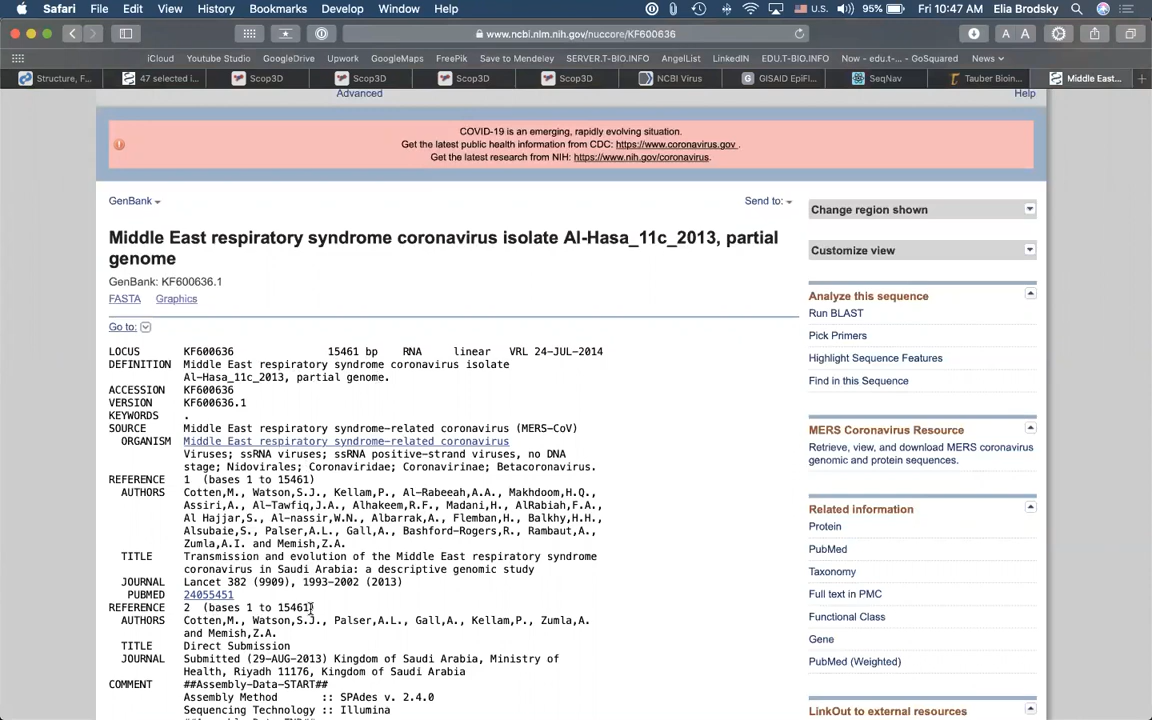 Safari File Edit View History Bookmarks Window Help U.S. 95% Fri 10:47 AM Elia Brodsky
www.ncbi.nlm.nih.gov/nuccore/KF600636 A A
iCloud Youtube Studio GoogleDrive Upwork GoogleMaps FreePik Save to Mendeley SERVER.T-BIO.INFO AngelList LinkedIN EDU.T-BIO.INFO Now - edu.t-... - GoSquared News
Structure, F... 47 selected i... Scop3D Scop3D Scop3D Scop3D NCBI Virus GISAID EpiFl... SeqNav Tauber Bioin... Middle East...
Advanced Help
COVID-19 is an emerging, rapidly evolving situation.
Get the latest public health information from CDC: https://www.coronavirus.gov .
Get the latest research from NIH: https://www.nih.gov/coronavirus.
GenBank Send to:
Middle East respiratory syndrome coronavirus isolate Al-Hasa_11c_2013, partial
genome
GenBank: KF600636.1
FASTA Graphics
Go to:
LOCUS KF600636 15461 bp RNA linear VRL 24-JUL-2014
DEFINITION Middle East respiratory syndrome coronavirus isolate
Al-Hasa_11c_2013, partial genome.
ACCESSION KF600636
VERSION KF600636.1
KEYWORDS .
SOURCE Middle East respiratory syndrome-related coronavirus (MERS-CoV)
ORGANISM Middle East respiratory syndrome-related coronavirus
Viruses; ssRNA viruses; ssRNA positive-strand viruses, no DNA
stage; Nidovirales; Coronaviridae; Coronavirinae; Betacoronavirus.
REFERENCE 1 (bases 1 to 15461)
AUTHORS Cotten,M., Watson,S.J., Kellam,P., Al-Rabeeah,A.A., Makhdoom,H.Q.,
Assiri,A., Al-Tawfiq,J.A., Alhakeem,R.F., Madani,H., AlRabiah,F.A.,
Al Hajjar,S., Al-nassir,W.N., Albarrak,A., Flemban,H., Balkhy,H.H.,
Alsubaie,S., Palser,A.L., Gall,A., Bashford-Rogers,R., Rambaut,A.,
Zumla,A.I. and Memish,Z.A.
TITLE Transmission and evolution of the Middle East respiratory syndrome
coronavirus in Saudi Arabia: a descriptive genomic study
JOURNAL Lancet 382 (9909), 1993-2002 (2013)
PUBMED 24055451
REFERENCE 2 (bases 1 to 15461)
AUTHORS Cotten,M., Watson,S.J., Palser,A.L., Gall,A., Kellam,P., Zumla,A.
and Memish,Z.A.
TITLE Direct Submission
JOURNAL Submitted (29-AUG-2013) Kingdom of Saudi Arabia, Ministry of
Health, Riyadh 11176, Kingdom of Saudi Arabia
COMMENT ##Assembly-Data-START##
Assembly Method :: SPAdes v. 2.4.0
Sequencing Technology :: Illumina
Change region shown
Customize view
Analyze this sequence
Run BLAST
Pick Primers
Highlight Sequence Features
Find in this Sequence
MERS Coronavirus Resource
Retrieve, view, and download MERS coronavirus
genomic and protein sequences.
Related information
Protein
PubMed
Taxonomy
Full text in PMC
Functional Class
Gene
PubMed (Weighted)
LinkOut to external resources